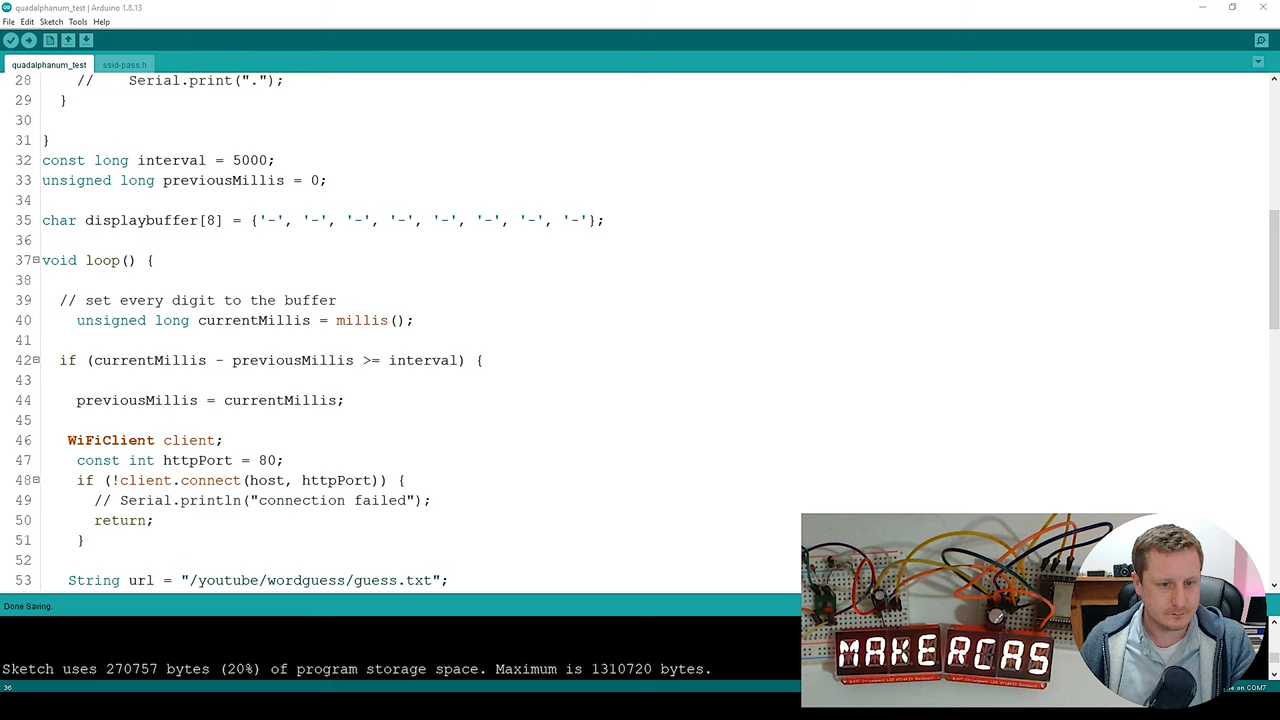 quadalphanum_test | Arduino 1.8.13
File Edit Sketch Tools Help
quadalphanum_test ssid-pass.h
28 // Serial.print(".");
29 }
30
31 }
32 const long interval = 5000;
33 unsigned long previousMillis = 0;
34
35 char displaybuffer[8] = {'-', '-', '-', '-', '-', '-', '-', '-'};
36
37 void loop() {
38
39 // set every digit to the buffer
40 unsigned long currentMillis = millis();
41
42 if (currentMillis - previousMillis >= interval) {
43
44 previousMillis = currentMillis;
45
46 WiFiClient client;
47 const int httpPort = 80;
48 if (!client.connect(host, httpPort)) {
49 // Serial.println("connection failed");
50 return;
51 }
52
53 String url = "/youtube/wordguess/guess.txt";
Done Saving.
Sketch uses 270757 bytes (20%) of program storage space. Maximum is 1310720 bytes.
36
on COM7
MAKERCAS